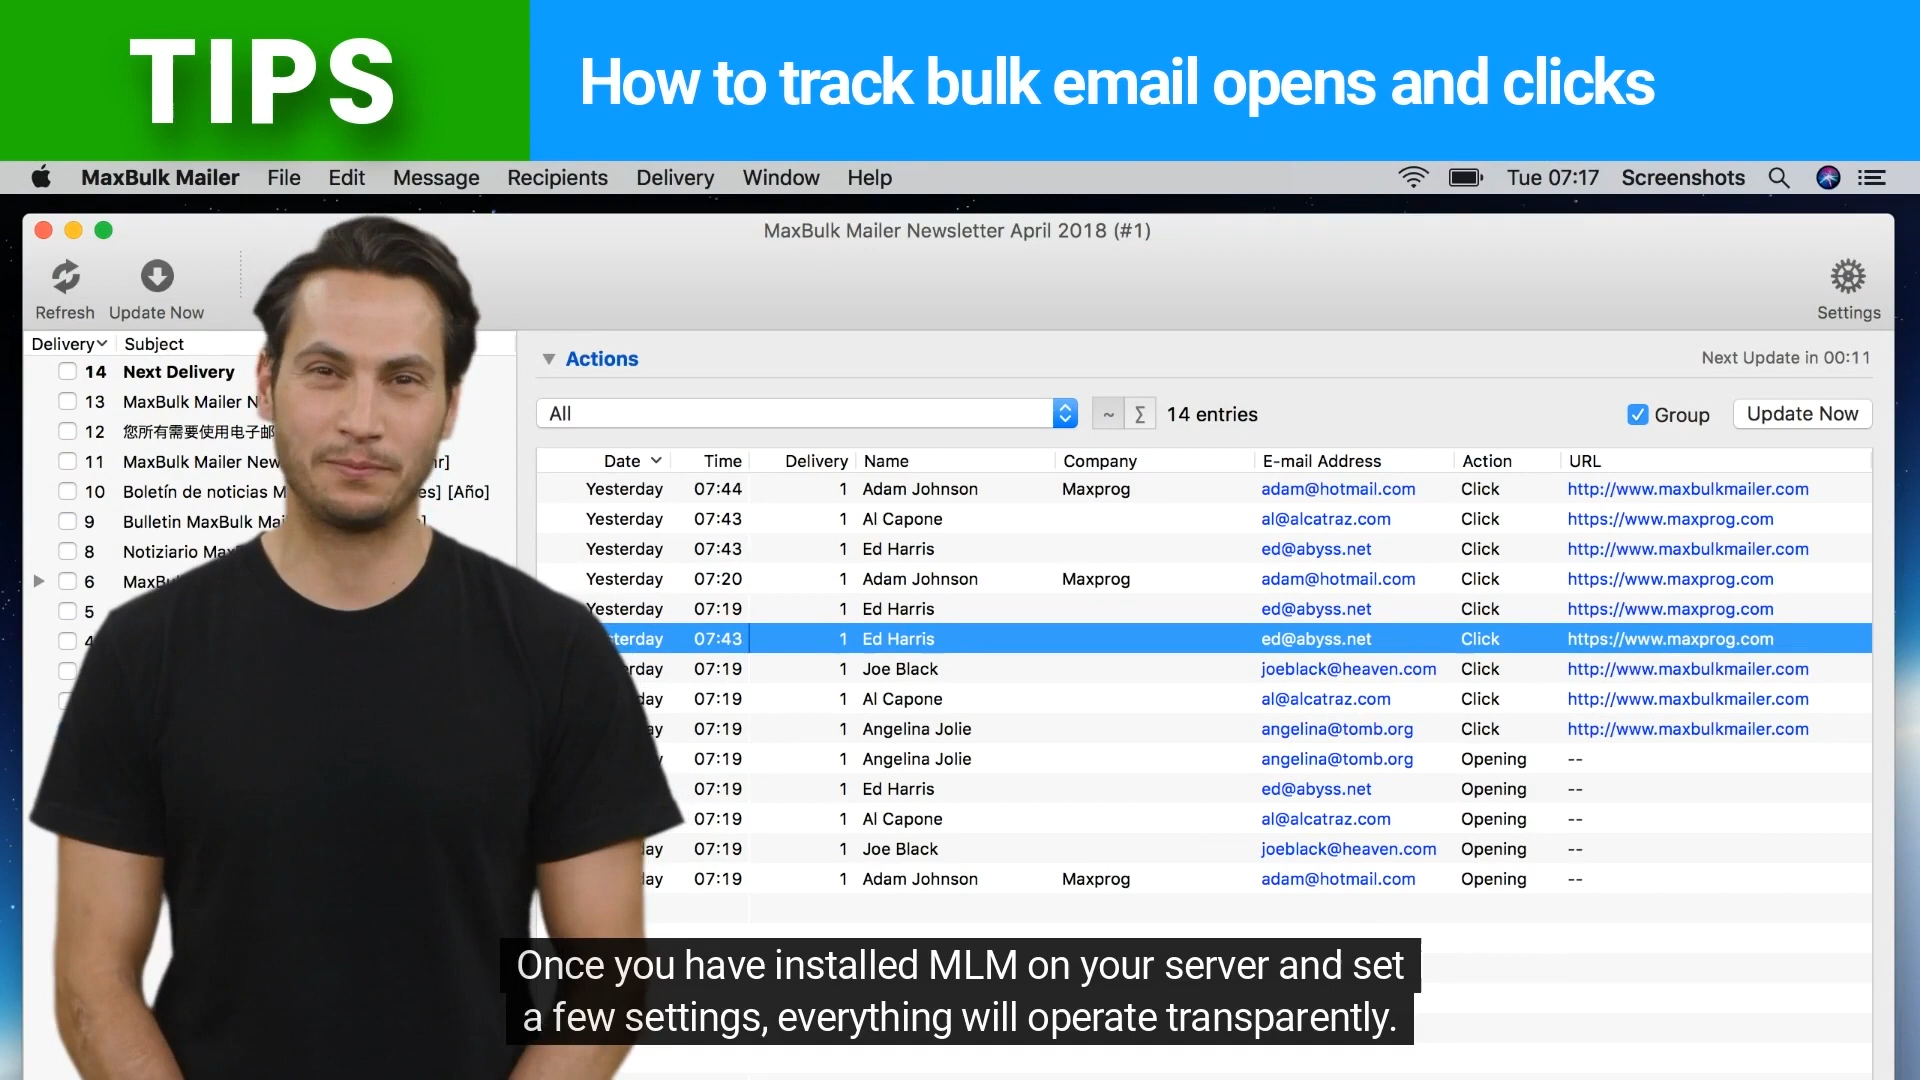 TIPS
How to track bulk email opens and clicks
MaxBulk Mailer File Edit Message Recipients Delivery Window Help Tue 07:17 Screenshots
MaxBulk Mailer Newsletter April 2018 (#1)
Refresh Update Now Settings
Delivery Subject
14 Next Delivery
13 MaxBulk Mailer N
12 您所有需要使用电子邮
11 MaxBulk Mailer New r]
10 Boletín de noticias M es] [Año]
9 Bulletin MaxBulk Mai ]
8 Notiziario Max
6 MaxBu
5
4
Actions Next Update in 00:11
All ~ Σ 14 entries Group Update Now
Date Time Delivery Name Company E-mail Address Action URL
Yesterday 07:44 1 Adam Johnson Maxprog adam@hotmail.com Click http://www.maxbulkmailer.com
Yesterday 07:43 1 Al Capone al@alcatraz.com Click https://www.maxprog.com
Yesterday 07:43 1 Ed Harris ed@abyss.net Click http://www.maxbulkmailer.com
Yesterday 07:20 1 Adam Johnson Maxprog adam@hotmail.com Click https://www.maxprog.com
Yesterday 07:19 1 Ed Harris ed@abyss.net Click https://www.maxprog.com
sterday 07:43 1 Ed Harris ed@abyss.net Click https://www.maxprog.com
rday 07:19 1 Joe Black joeblack@heaven.com Click http://www.maxbulkmailer.com
ay 07:19 1 Al Capone al@alcatraz.com Click http://www.maxbulkmailer.com
ay 07:19 1 Angelina Jolie angelina@tomb.org Click http://www.maxbulkmailer.com
07:19 1 Angelina Jolie angelina@tomb.org Opening --
07:19 1 Ed Harris ed@abyss.net Opening --
07:19 1 Al Capone al@alcatraz.com Opening --
ay 07:19 1 Joe Black joeblack@heaven.com Opening --
ay 07:19 1 Adam Johnson Maxprog adam@hotmail.com Opening --
Once you have installed MLM on your server and set
a few settings, everything will operate transparently.